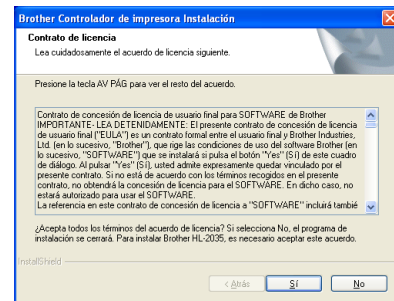 Brother Controlador de impresora Instalación
Contrato de licencia
Lea cuidadosamente el acuerdo de licencia siguiente.
Presione la tecla AV PÁG para ver el resto del acuerdo.
Contrato de concesión de licencia de usuario final para SOFTWARE de Brother
IMPORTANTE- LEA DETENIDAMENTE: El presente contrato de concesión de licencia
de usuario final ("EULA") es un contrato formal entre el usuario final y Brother Industries,
Ltd. (en lo sucesivo, "Brother"), que rige las condiciones de uso del software Brother (en
lo sucesivo, "SOFTWARE") que se instalará si pulsa el botón "Yes" (Sí) de este cuadro
de diálogo. Al pulsar "Yes" (Sí), usted admite expresamente quedar vinculado por el
presente contrato. Si no está de acuerdo con los términos recogidos en el presente
contrato, no obtendrá la concesión de licencia para el SOFTWARE. En dicho caso, no
estará autorizado para usar el SOFTWARE.
La referencia en este contrato de concesión de licencia a "SOFTWARE" incluirá també
¿Acepta todos los términos del acuerdo de licencia? Si selecciona No, el programa de
instalación se cerrará. Para instalar Brother HL-2035, es necesario aceptar este acuerdo.
InstallShield
< Atrás Sí No